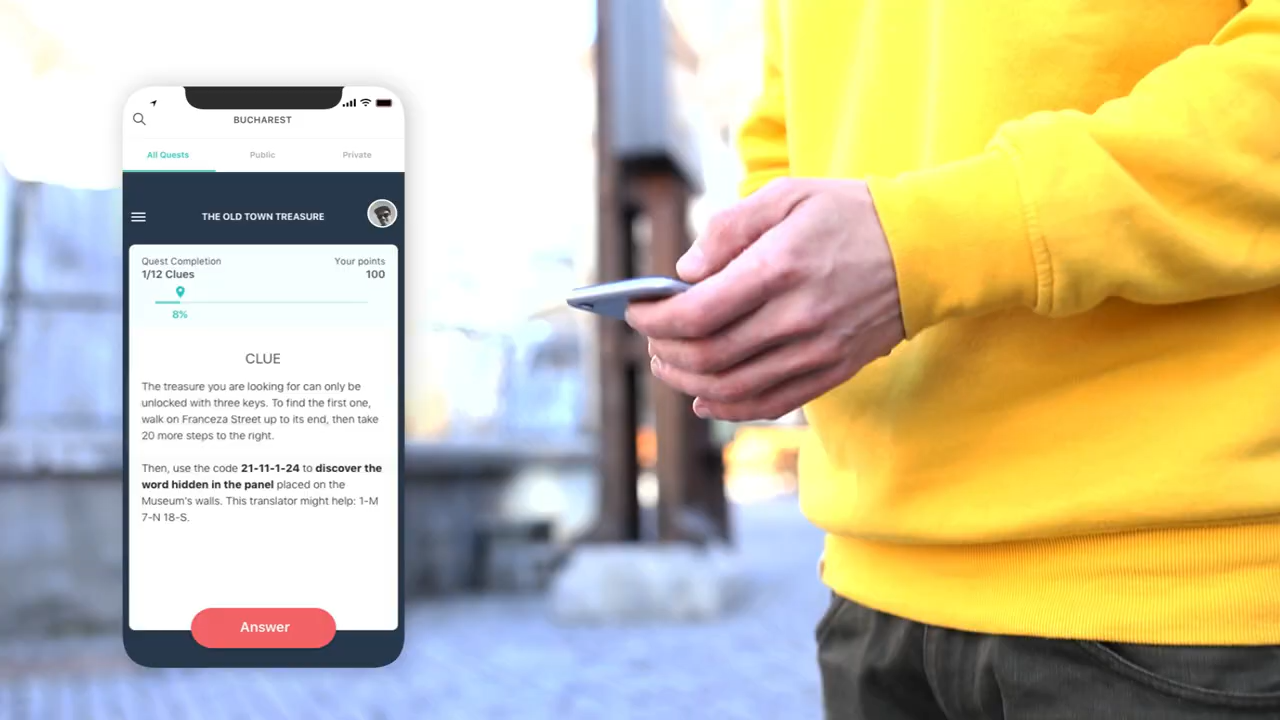 BUCHAREST
All Quests Public Private
THE OLD TOWN TREASURE
Quest Completion Your points
1/12 Clues 100
8%
CLUE
The treasure you are looking for can only be
unlocked with three keys. To find the first one,
walk on Franceza Street up to its end, then take
20 more steps to the right.
Then, use the code 21-11-1-24 to discover the
word hidden in the panel placed on the
Museum's walls. This translator might help: 1-M
7-N 18-S.
Answer